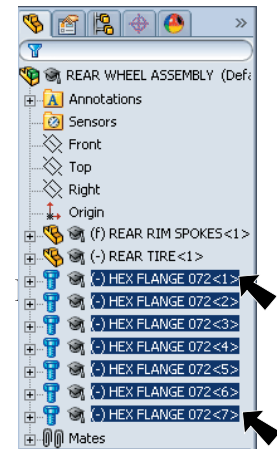 »
REAR WHEEL ASSEMBLY (Defa
A Annotations
Sensors
Front
Top
Right
Origin
(f) REAR RIM SPOKES<1>
(-) REAR TIRE<1>
(-) HEX FLANGE 072<1>
(-) HEX FLANGE 072<2>
(-) HEX FLANGE 072<3>
(-) HEX FLANGE 072<4>
(-) HEX FLANGE 072<5>
(-) HEX FLANGE 072<6>
(-) HEX FLANGE 072<7>
Mates